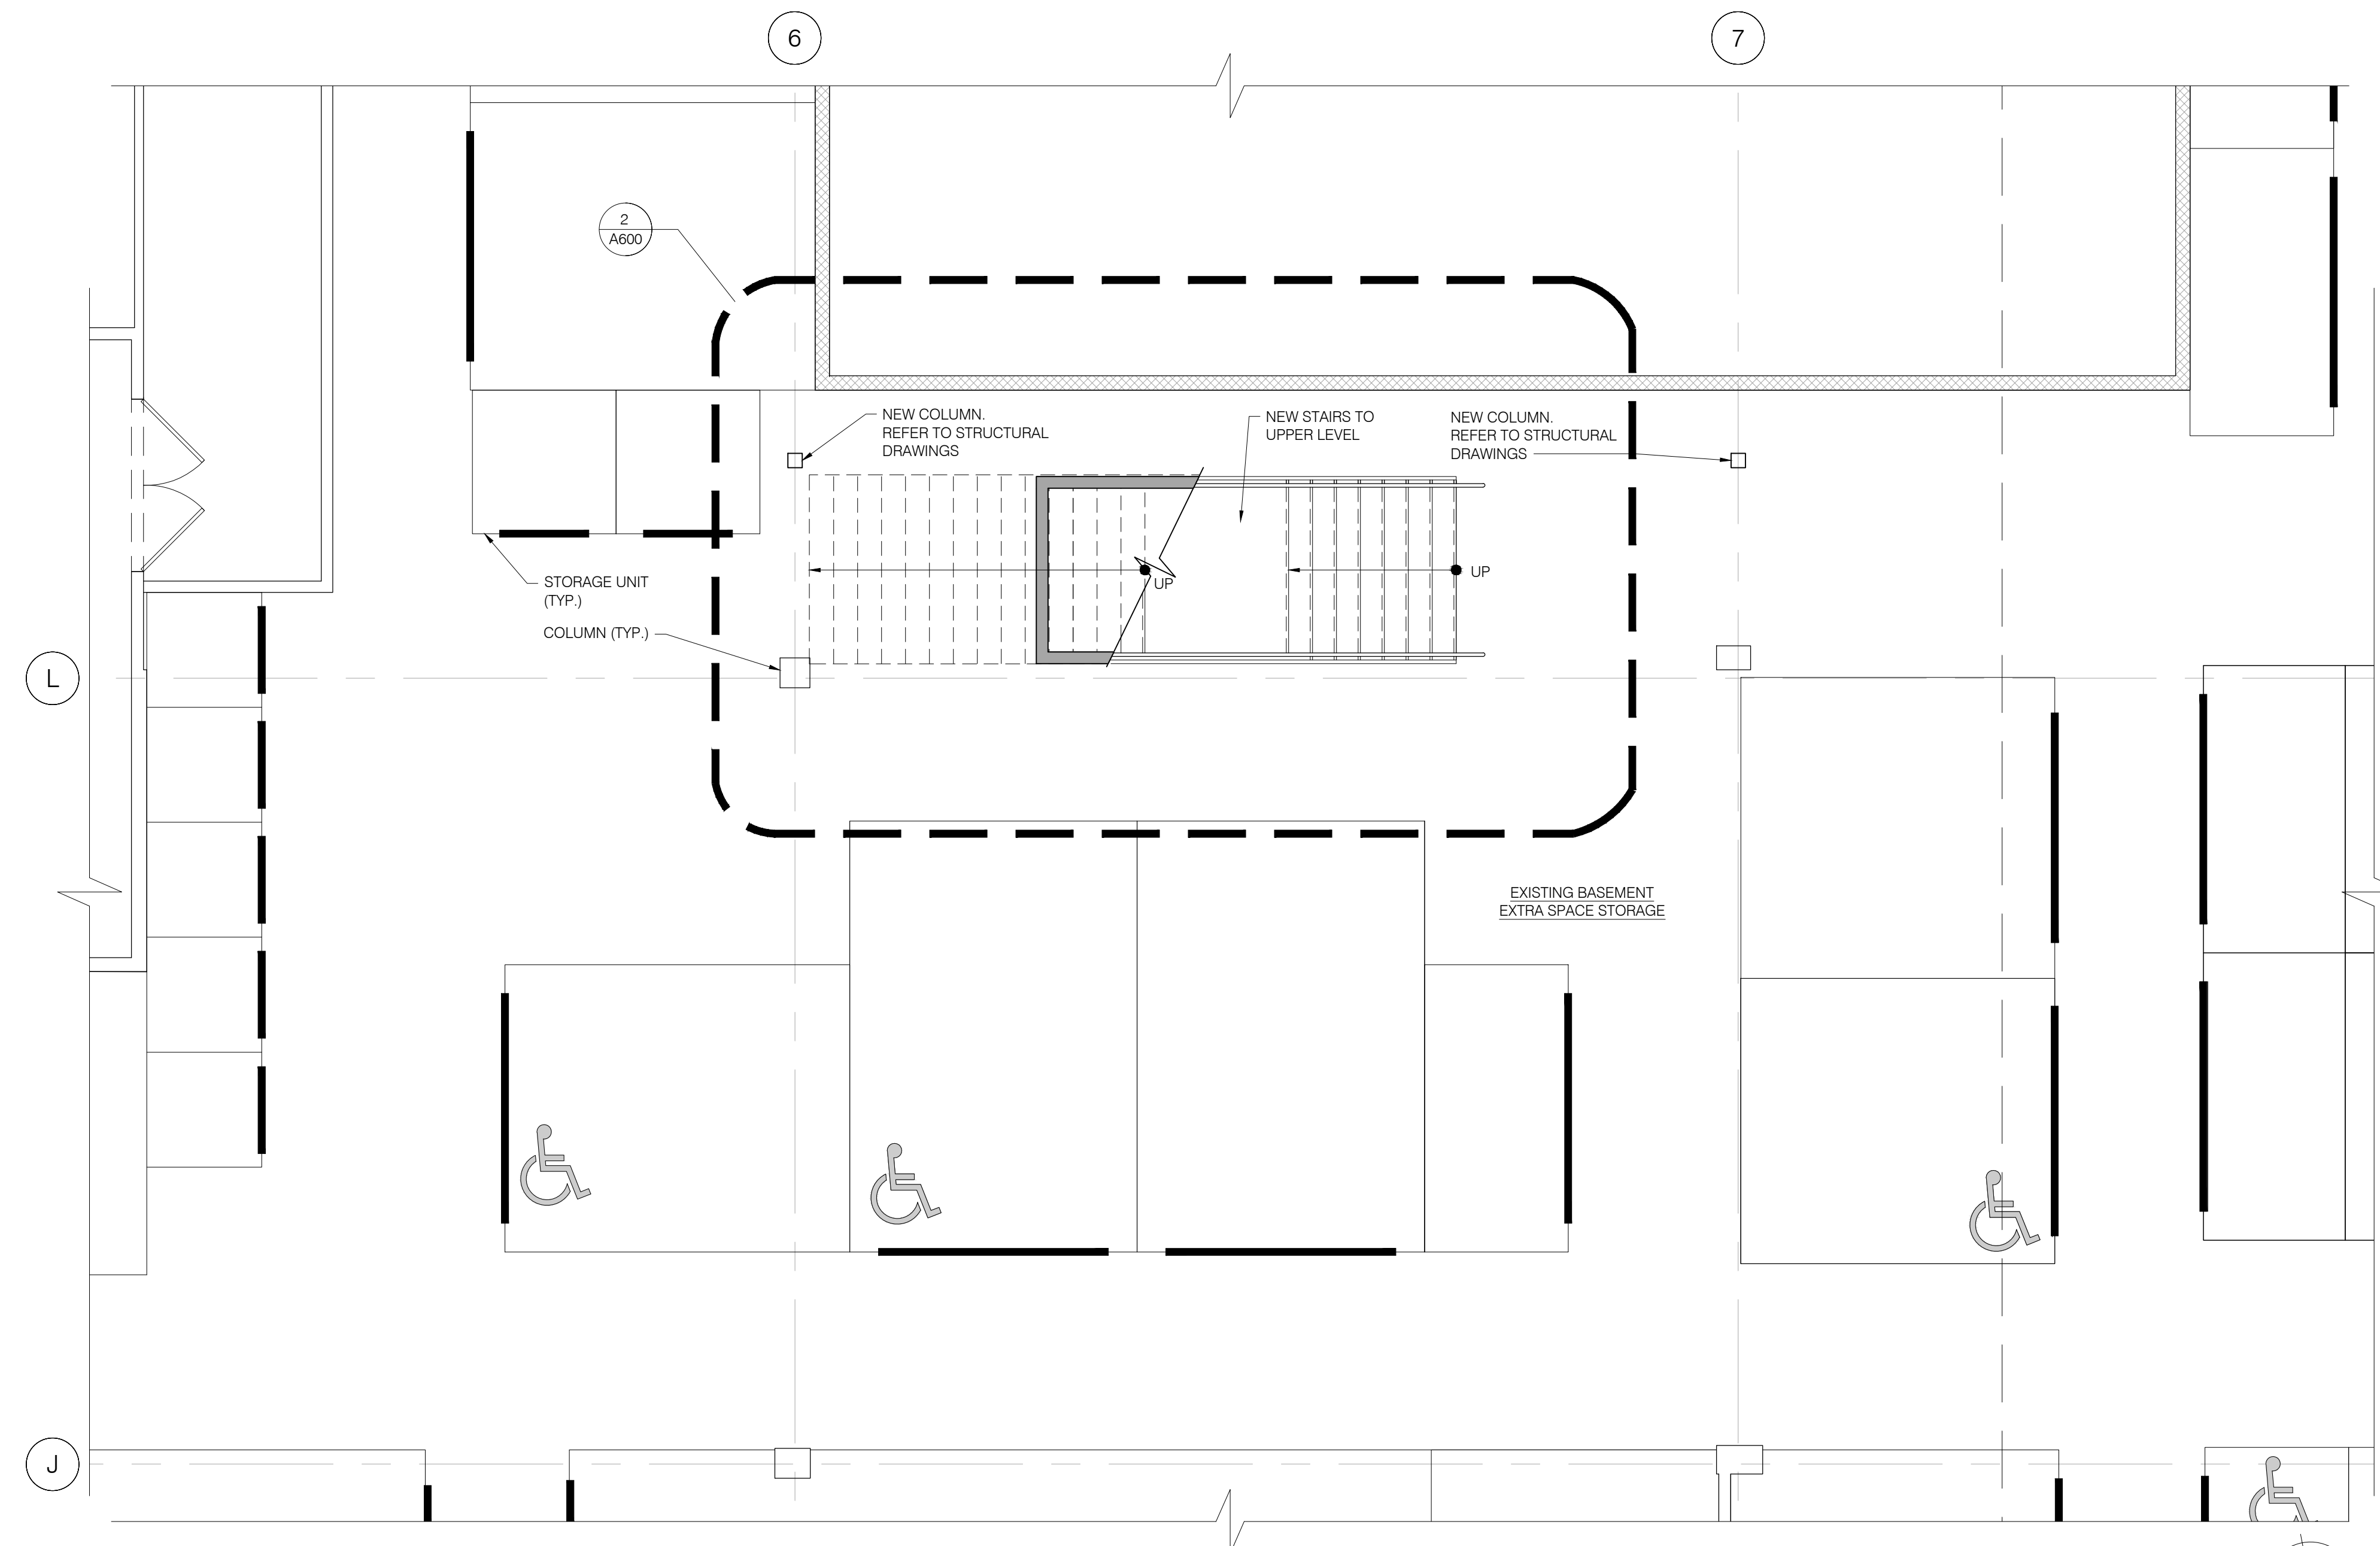 6
7
2
A600
NEW COLUMN.
REFER TO STRUCTURAL
DRAWINGS
NEW STAIRS TO
UPPER LEVEL
NEW COLUMN.
REFER TO STRUCTURAL
DRAWINGS
UP
UP
STORAGE UNIT
(TYP.)
COLUMN (TYP.)
L
EXISTING BASEMENT
EXTRA SPACE STORAGE
J